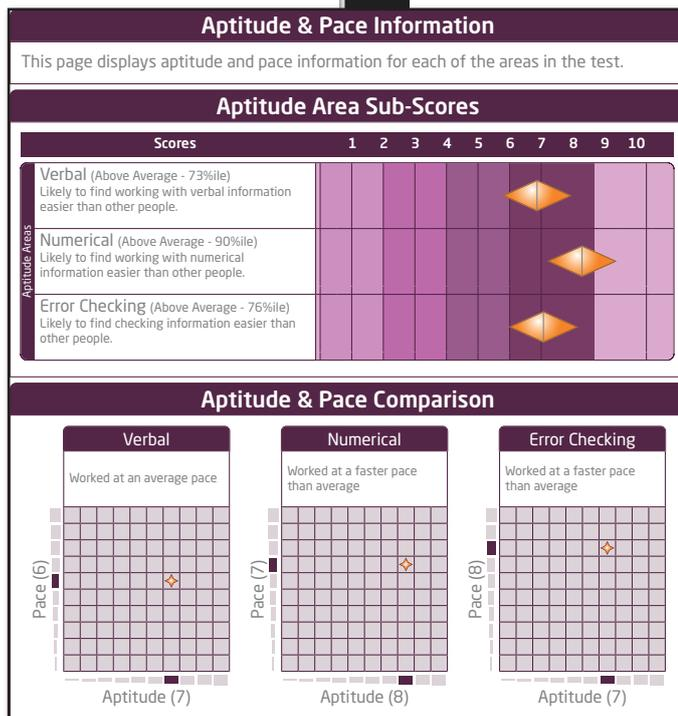 Aptitude & Pace Information
This page displays aptitude and pace information for each of the areas in the test.
Aptitude Area Sub-Scores
Scores 1 2 3 4 5 6 7 8 9 10
Aptitude Areas
Verbal (Above Average - 73%ile)
Likely to find working with verbal information
easier than other people.
Numerical (Above Average - 90%ile)
Likely to find working with numerical
information easier than other people.
Error Checking (Above Average - 76%ile)
Likely to find checking information easier than
other people.
Aptitude & Pace Comparison
Verbal
Worked at an average pace
Pace (6)
Aptitude (7)
Numerical
Worked at a faster pace
than average
Pace (7)
Aptitude (8)
Error Checking
Worked at a faster pace
than average
Pace (8)
Aptitude (7)